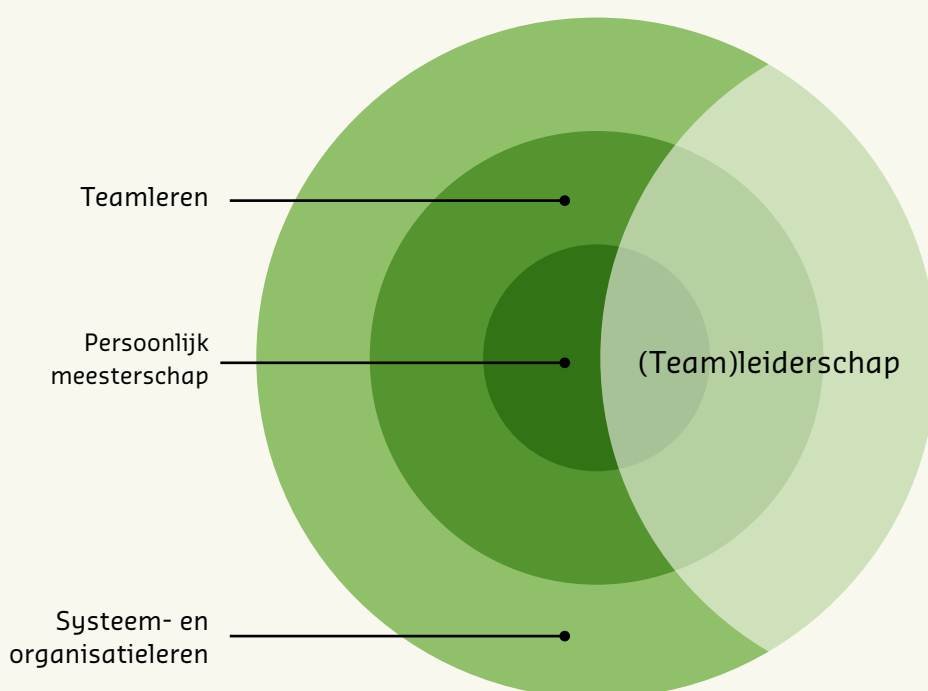 Teamleren
Persoonlijk
meesterschap
(Team)leiderschap
Systeem- en
organisatieleren